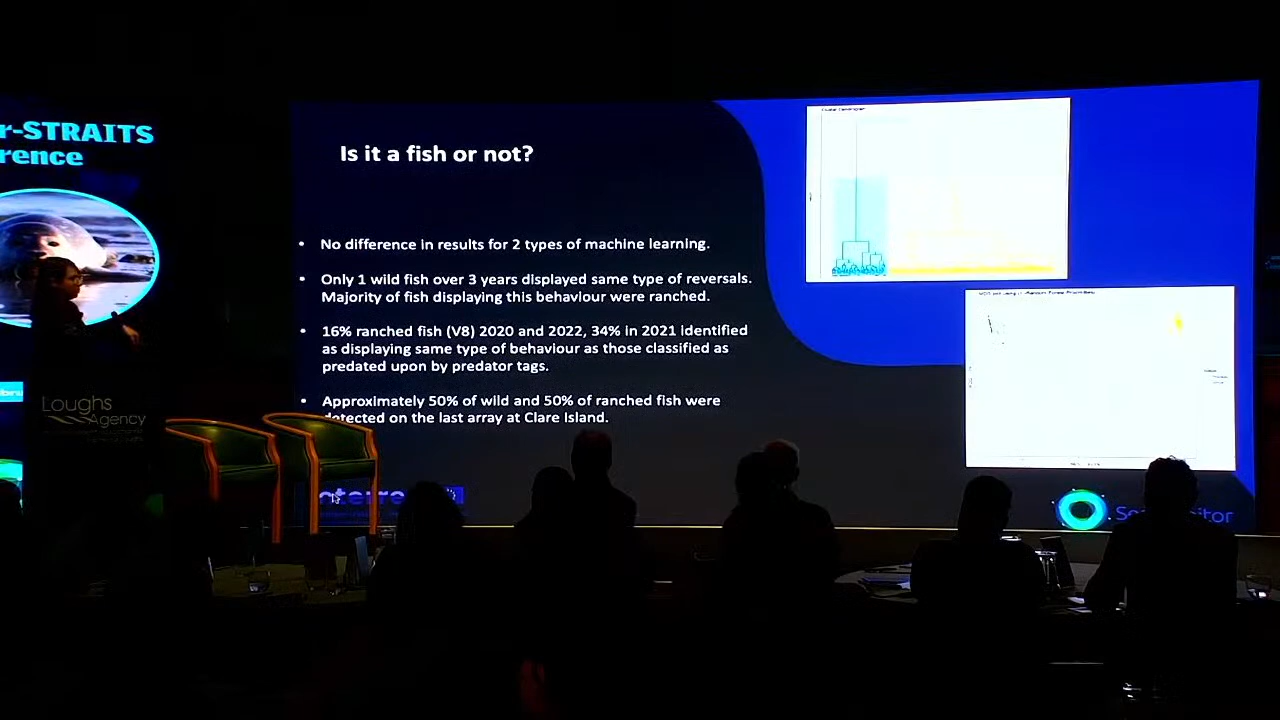 r-STRAITS
rence
Is it a fish or not?
• No difference in results for 2 types of machine learning.
• Only 1 wild fish over 3 years displayed same type of reversals.
Majority of fish displaying this behaviour were ranched.
• 16% ranched fish (V8) 2020 and 2022, 34% in 2021 identified
as displaying same type of behaviour as those classified as
predated upon by predator tags.
• Approximately 50% of wild and 50% of ranched fish were
detected on the last array at Clare Island.
Loughs
Agency